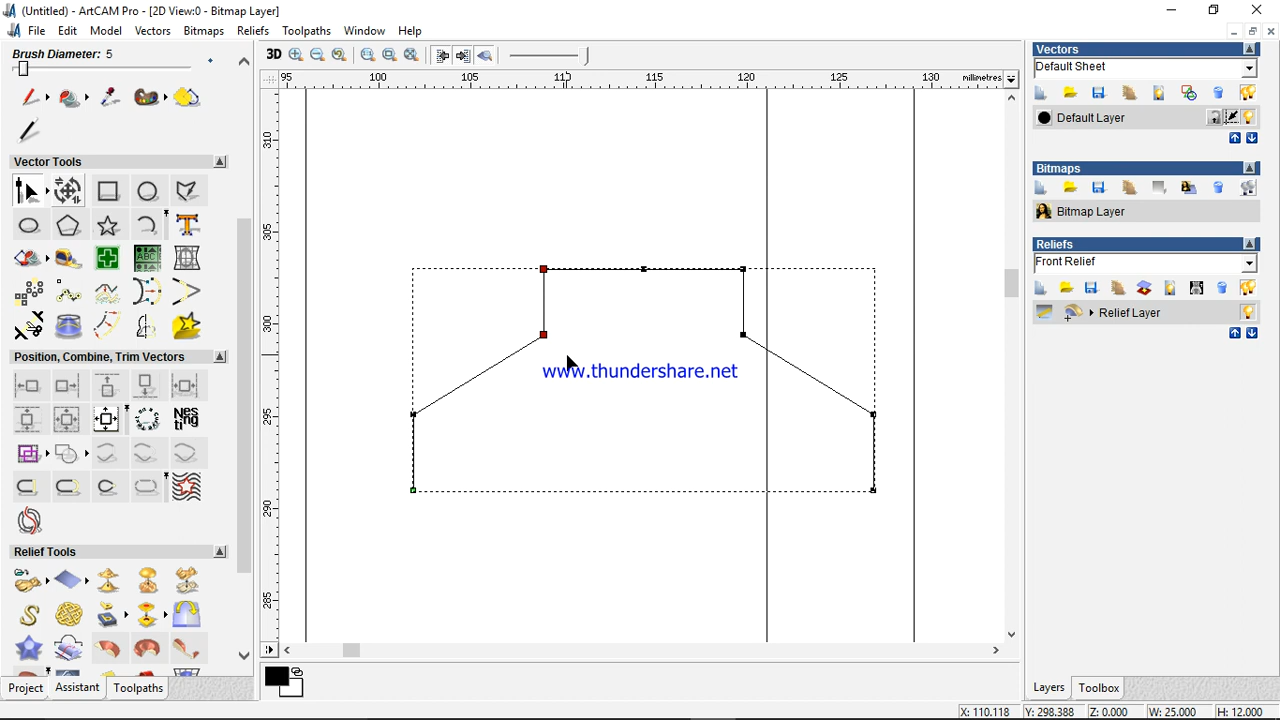 (Untitled) - ArtCAM Pro - [2D View:0 - Bitmap Layer]
File Edit Model Vectors Bitmaps Reliefs Toolpaths Window Help
Brush Diameter: 5
3D
95 100 105 110 115 120 125 130 millimetres
310
305
300
295
290
285
Vector Tools
ABC
Position, Combine, Trim Vectors
Nes
ting
Relief Tools
Project Assistant Toolpaths
www.thundershare.net
Vectors
Default Sheet
Default Layer
Bitmaps
Bitmap Layer
Reliefs
Front Relief
Relief Layer
Layers Toolbox
X: 110.118 Y: 298.388 Z: 0.000 W: 25.000 H: 12.000